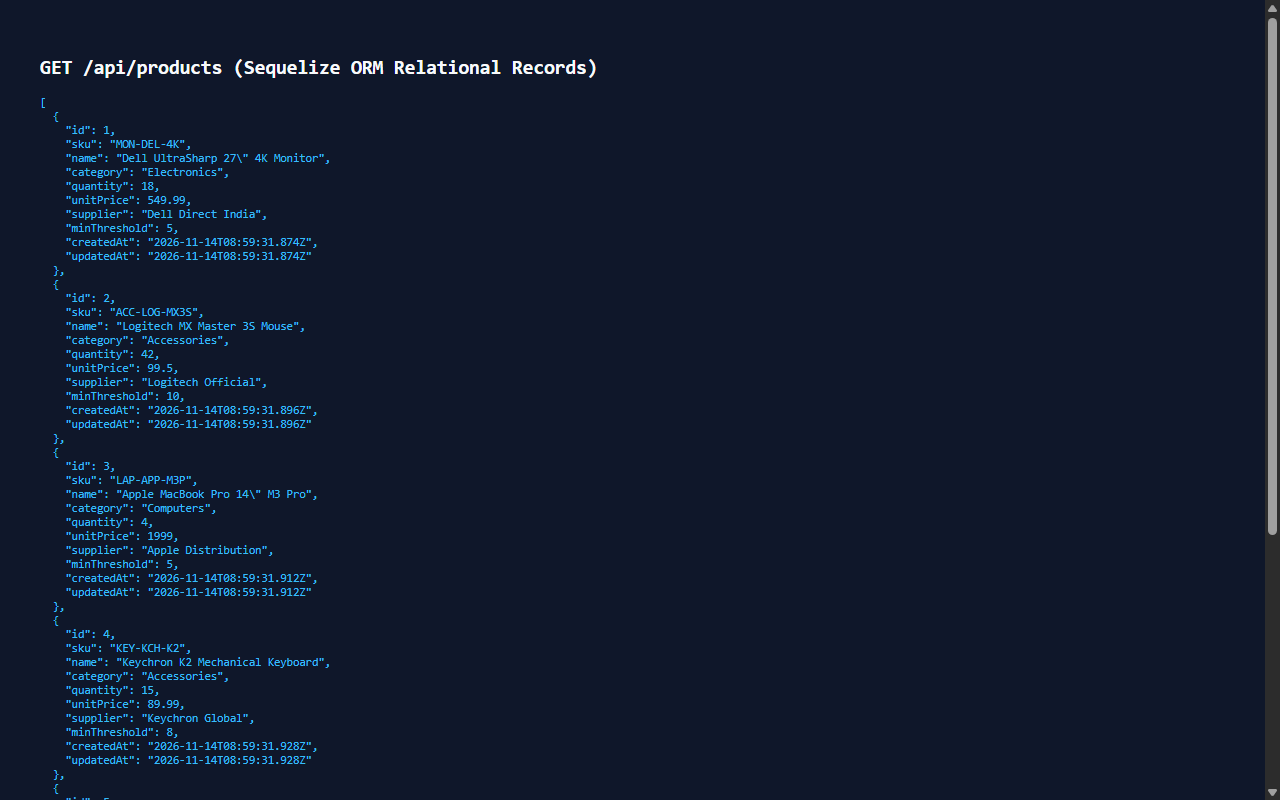 GET /api/products (Sequelize ORM Relational Records)
[
  {
    "id": 1,
    "sku": "MON-DEL-4K",
    "name": "Dell UltraSharp 27\" 4K Monitor",
    "category": "Electronics",
    "quantity": 18,
    "unitPrice": 549.99,
    "supplier": "Dell Direct India",
    "minThreshold": 5,
    "createdAt": "2026-11-14T08:59:31.874Z",
    "updatedAt": "2026-11-14T08:59:31.874Z"
  },
  {
    "id": 2,
    "sku": "ACC-LOG-MX3S",
    "name": "Logitech MX Master 3S Mouse",
    "category": "Accessories",
    "quantity": 42,
    "unitPrice": 99.5,
    "supplier": "Logitech Official",
    "minThreshold": 10,
    "createdAt": "2026-11-14T08:59:31.896Z",
    "updatedAt": "2026-11-14T08:59:31.896Z"
  },
  {
    "id": 3,
    "sku": "LAP-APP-M3P",
    "name": "Apple MacBook Pro 14\" M3 Pro",
    "category": "Computers",
    "quantity": 4,
    "unitPrice": 1999,
    "supplier": "Apple Distribution",
    "minThreshold": 5,
    "createdAt": "2026-11-14T08:59:31.912Z",
    "updatedAt": "2026-11-14T08:59:31.912Z"
  },
  {
    "id": 4,
    "sku": "KEY-KCH-K2",
    "name": "Keychron K2 Mechanical Keyboard",
    "category": "Accessories",
    "quantity": 15,
    "unitPrice": 89.99,
    "supplier": "Keychron Global",
    "minThreshold": 8,
    "createdAt": "2026-11-14T08:59:31.928Z",
    "updatedAt": "2026-11-14T08:59:31.928Z"
  },
  {